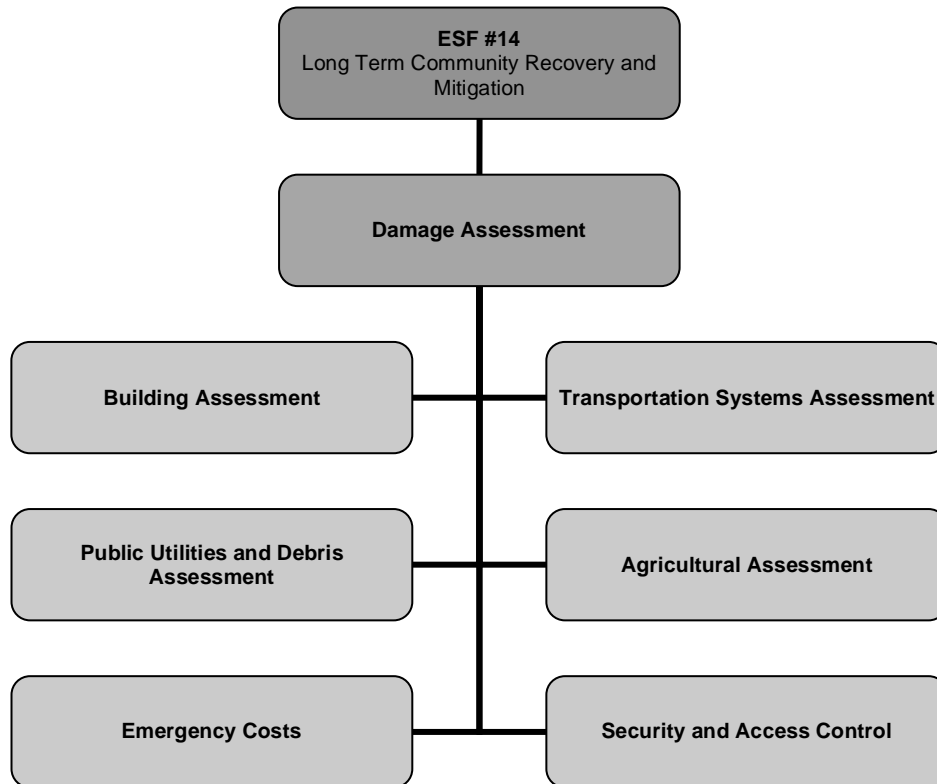 ESF #14
Long Term Community Recovery and
Mitigation
Damage Assessment
Building Assessment
Transportation Systems Assessment
Public Utilities and Debris
Assessment
Agricultural Assessment
Emergency Costs
Security and Access Control